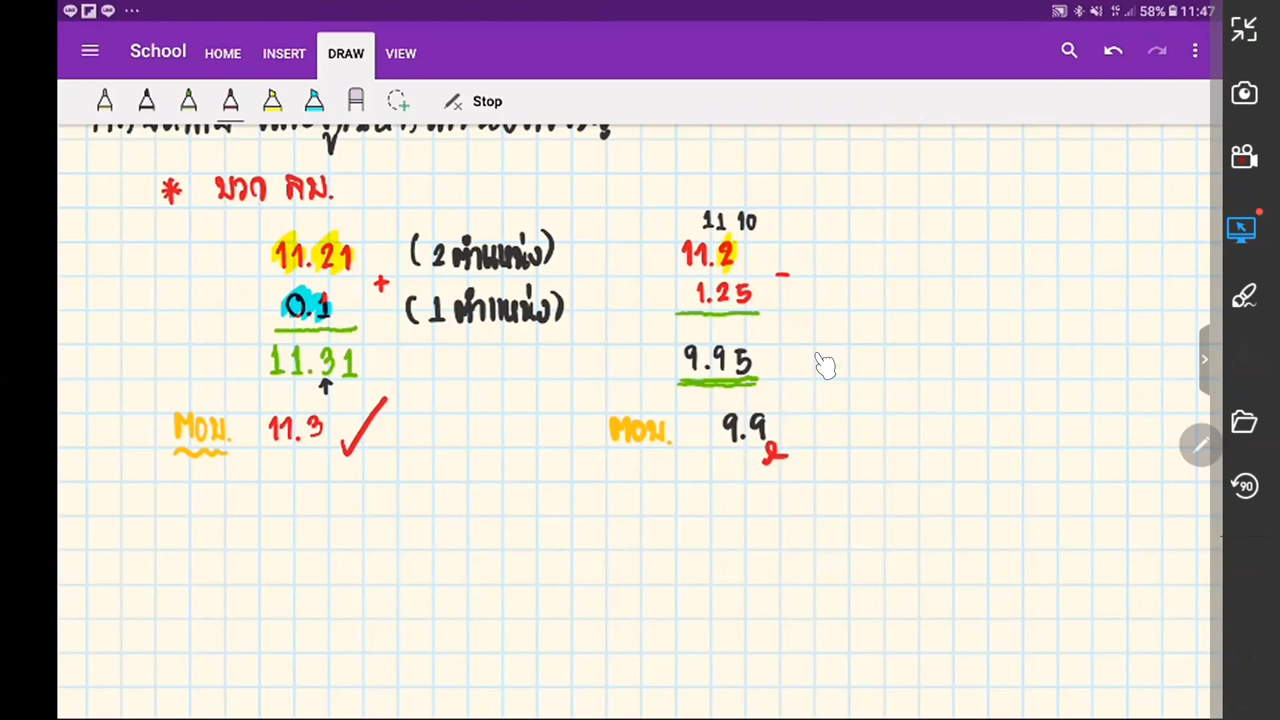 58% 11:47
School HOME INSERT DRAW VIEW
Stop
* บวก ลบ.
11.21 + (2 ตำแหน่ง)
0.1 (1 ตำแหน่ง)
11.31
ตอบ. 11.3
11 10
11.2 -
1.25
9.95
ตอบ. 9.9
90